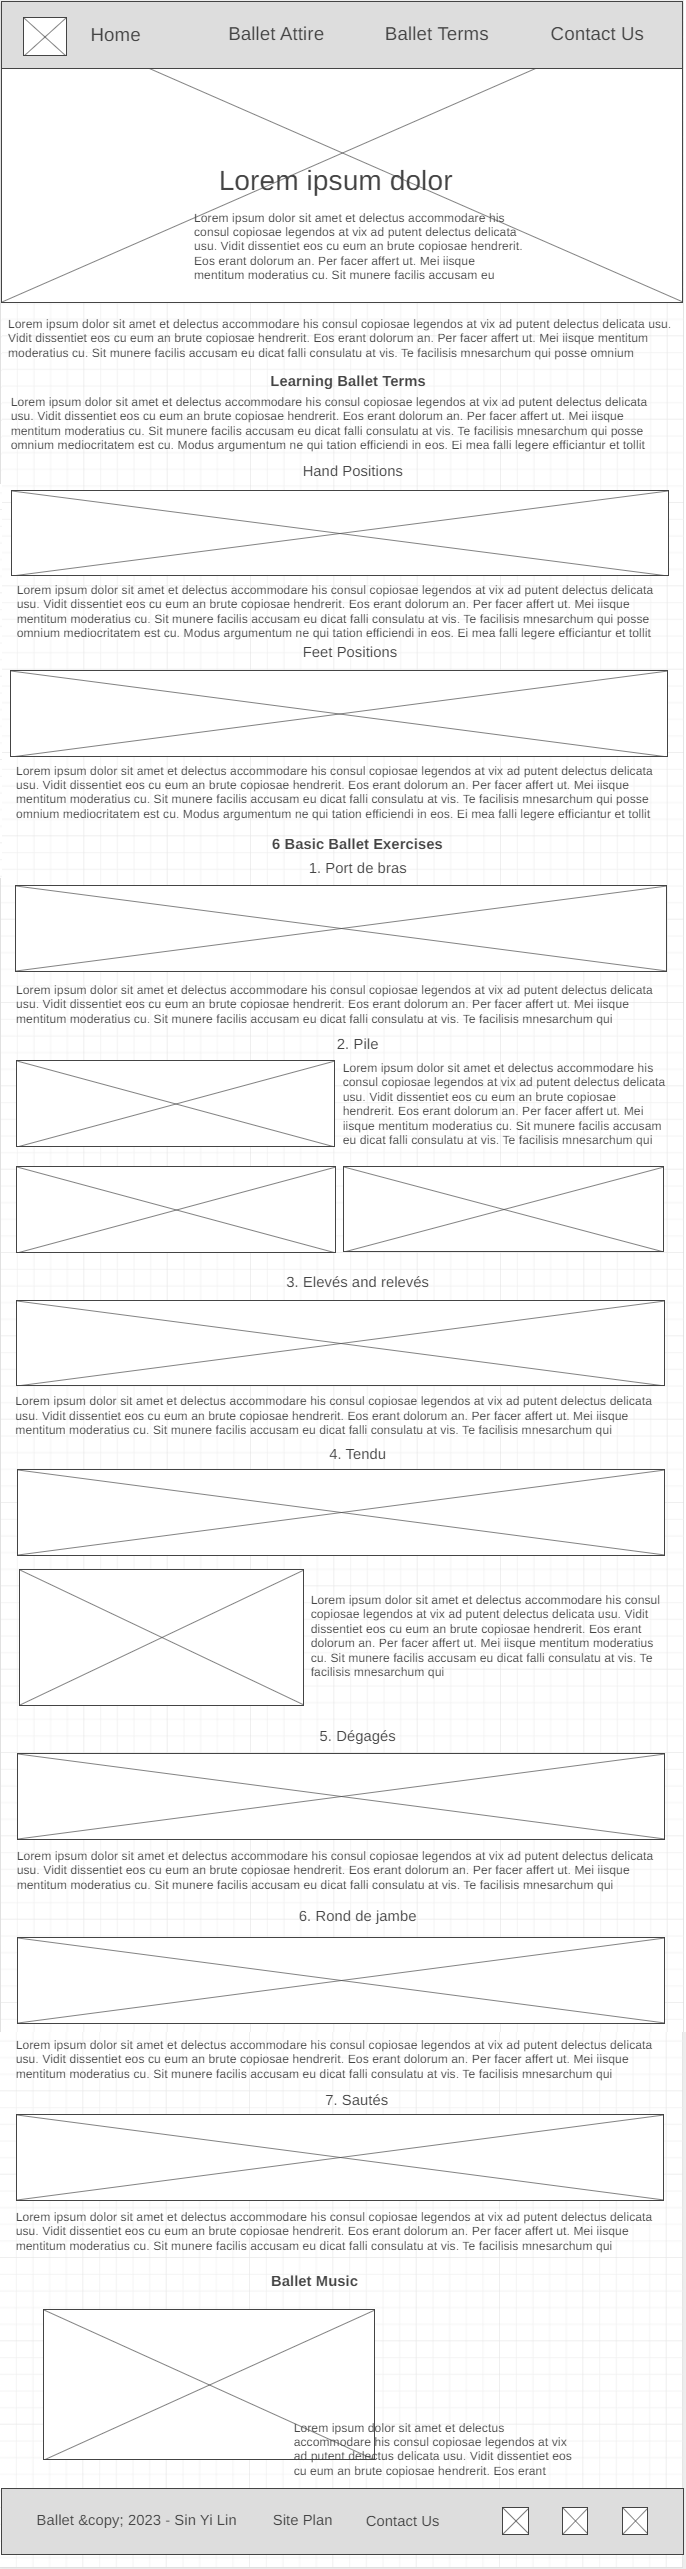 Home Ballet Attire Ballet Terms Contact Us
Lorem ipsum dolor
Lorem ipsum dolor sit amet et delectus accommodare his
consul copiosae legendos at vix ad putent delectus delicata
usu. Vidit dissentiet eos cu eum an brute copiosae hendrerit.
Eos erant dolorum an. Per facer affert ut. Mei iisque
mentitum moderatius cu. Sit munere facilis accusam eu
Lorem ipsum dolor sit amet et delectus accommodare his consul copiosae legendos at vix ad putent delectus delicata usu.
Vidit dissentiet eos cu eum an brute copiosae hendrerit. Eos erant dolorum an. Per facer affert ut. Mei iisque mentitum
moderatius cu. Sit munere facilis accusam eu dicat falli consulatu at vis. Te facilisis mnesarchum qui posse omnium
Learning Ballet Terms
Lorem ipsum dolor sit amet et delectus accommodare his consul copiosae legendos at vix ad putent delectus delicata
usu. Vidit dissentiet eos cu eum an brute copiosae hendrerit. Eos erant dolorum an. Per facer affert ut. Mei iisque
mentitum moderatius cu. Sit munere facilis accusam eu dicat falli consulatu at vis. Te facilisis mnesarchum qui posse
omnium mediocritatem est cu. Modus argumentum ne qui tation efficiendi in eos. Ei mea falli legere efficiantur et tollit
Hand Positions
Lorem ipsum dolor sit amet et delectus accommodare his consul copiosae legendos at vix ad putent delectus delicata
usu. Vidit dissentiet eos cu eum an brute copiosae hendrerit. Eos erant dolorum an. Per facer affert ut. Mei iisque
mentitum moderatius cu. Sit munere facilis accusam eu dicat falli consulatu at vis. Te facilisis mnesarchum qui posse
omnium mediocritatem est cu. Modus argumentum ne qui tation efficiendi in eos. Ei mea falli legere efficiantur et tollit
Feet Positions
Lorem ipsum dolor sit amet et delectus accommodare his consul copiosae legendos at vix ad putent delectus delicata
usu. Vidit dissentiet eos cu eum an brute copiosae hendrerit. Eos erant dolorum an. Per facer affert ut. Mei iisque
mentitum moderatius cu. Sit munere facilis accusam eu dicat falli consulatu at vis. Te facilisis mnesarchum qui posse
omnium mediocritatem est cu. Modus argumentum ne qui tation efficiendi in eos. Ei mea falli legere efficiantur et tollit
6 Basic Ballet Exercises
1. Port de bras
Lorem ipsum dolor sit amet et delectus accommodare his consul copiosae legendos at vix ad putent delectus delicata
usu. Vidit dissentiet eos cu eum an brute copiosae hendrerit. Eos erant dolorum an. Per facer affert ut. Mei iisque
mentitum moderatius cu. Sit munere facilis accusam eu dicat falli consulatu at vis. Te facilisis mnesarchum qui
2. Pile
Lorem ipsum dolor sit amet et delectus accommodare his
consul copiosae legendos at vix ad putent delectus delicata
usu. Vidit dissentiet eos cu eum an brute copiosae
hendrerit. Eos erant dolorum an. Per facer affert ut. Mei
iisque mentitum moderatius cu. Sit munere facilis accusam
eu dicat falli consulatu at vis. Te facilisis mnesarchum qui
3. Elevés and relevés
Lorem ipsum dolor sit amet et delectus accommodare his consul copiosae legendos at vix ad putent delectus delicata
usu. Vidit dissentiet eos cu eum an brute copiosae hendrerit. Eos erant dolorum an. Per facer affert ut. Mei iisque
mentitum moderatius cu. Sit munere facilis accusam eu dicat falli consulatu at vis. Te facilisis mnesarchum qui
4. Tendu
Lorem ipsum dolor sit amet et delectus accommodare his consul
copiosae legendos at vix ad putent delectus delicata usu. Vidit
dissentiet eos cu eum an brute copiosae hendrerit. Eos erant
dolorum an. Per facer affert ut. Mei iisque mentitum moderatius
cu. Sit munere facilis accusam eu dicat falli consulatu at vis. Te
facilisis mnesarchum qui
5. Dégagés
Lorem ipsum dolor sit amet et delectus accommodare his consul copiosae legendos at vix ad putent delectus delicata
usu. Vidit dissentiet eos cu eum an brute copiosae hendrerit. Eos erant dolorum an. Per facer affert ut. Mei iisque
mentitum moderatius cu. Sit munere facilis accusam eu dicat falli consulatu at vis. Te facilisis mnesarchum qui
6. Rond de jambe
Lorem ipsum dolor sit amet et delectus accommodare his consul copiosae legendos at vix ad putent delectus delicata
usu. Vidit dissentiet eos cu eum an brute copiosae hendrerit. Eos erant dolorum an. Per facer affert ut. Mei iisque
mentitum moderatius cu. Sit munere facilis accusam eu dicat falli consulatu at vis. Te facilisis mnesarchum qui
7. Sautés
Lorem ipsum dolor sit amet et delectus accommodare his consul copiosae legendos at vix ad putent delectus delicata
usu. Vidit dissentiet eos cu eum an brute copiosae hendrerit. Eos erant dolorum an. Per facer affert ut. Mei iisque
mentitum moderatius cu. Sit munere facilis accusam eu dicat falli consulatu at vis. Te facilisis mnesarchum qui
Ballet Music
Lorem ipsum dolor sit amet et delectus
accommodare his consul copiosae legendos at vix
ad putent delectus delicata usu. Vidit dissentiet eos
cu eum an brute copiosae hendrerit. Eos erant
Ballet &copy; 2023 - Sin Yi Lin Site Plan Contact Us